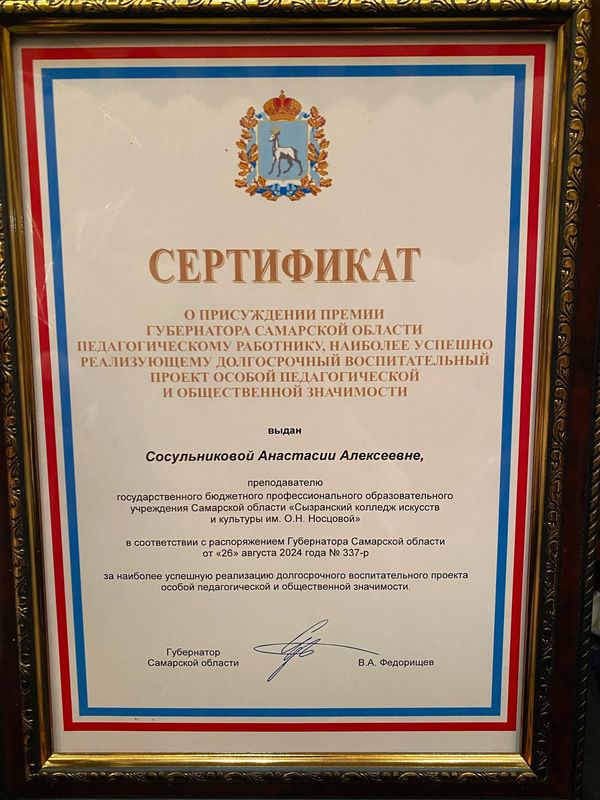 СЕРТИФИКАТ
О ПРИСУЖДЕНИИ ПРЕМИИ
ГУБЕРНАТОРА САМАРСКОЙ ОБЛАСТИ
ПЕДАГОГИЧЕСКОМУ РАБОТНИКУ, НАИБОЛЕЕ УСПЕШНО
РЕАЛИЗУЮЩЕМУ ДОЛГОСРОЧНЫЙ ВОСПИТАТЕЛЬНЫЙ
ПРОЕКТ ОСОБОЙ ПЕДАГОГИЧЕСКОЙ
И ОБЩЕСТВЕННОЙ ЗНАЧИМОСТИ
выдан
Сосульниковой Анастасии Алексеевне,
преподавателю
государственного бюджетного профессионального образовательного
учреждения Самарской области «Сызранский колледж искусств
и культуры им. О.Н. Носцовой»
в соответствии с распоряжением Губернатора Самарской области
от «26» августа 2024 года № 337-р
за наиболее успешную реализацию долгосрочного воспитательного проекта
особой педагогической и общественной значимости.
Губернатор
Самарской области
В.А. Федорищев